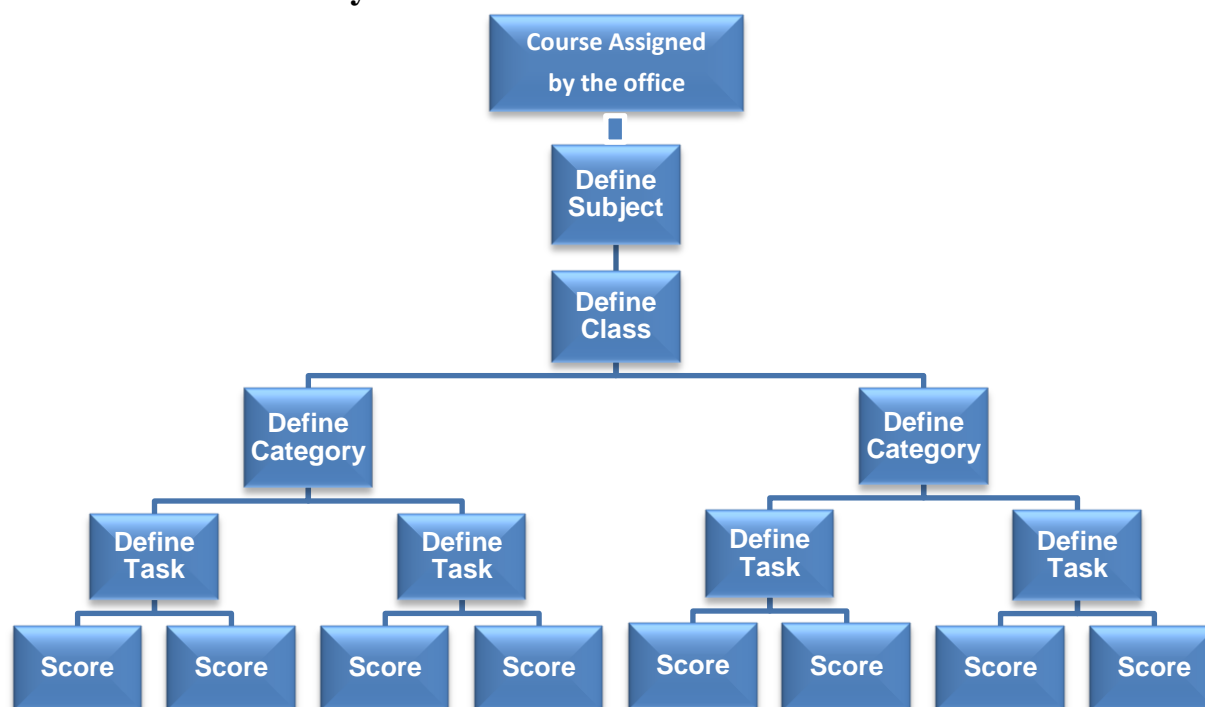 y
Course Assigned
by the office
Define
Subject
Define
Class
Define
Category
Define
Category
Define
Task
Define
Task
Define
Task
Define
Task
Score
Score
Score
Score
Score
Score
Score
Score